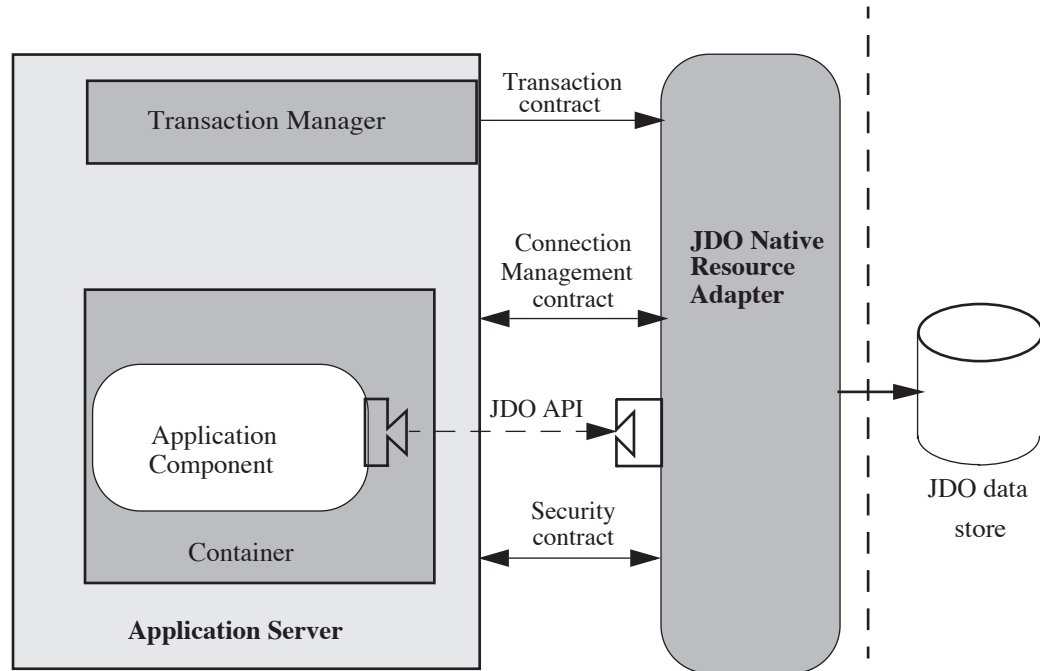 Transaction
contract
Transaction Manager
Connection
Management
contract
JDO Native
Resource
Adapter
JDO API
Application
Component
Container
Security
contract
JDO data
store
Application Server